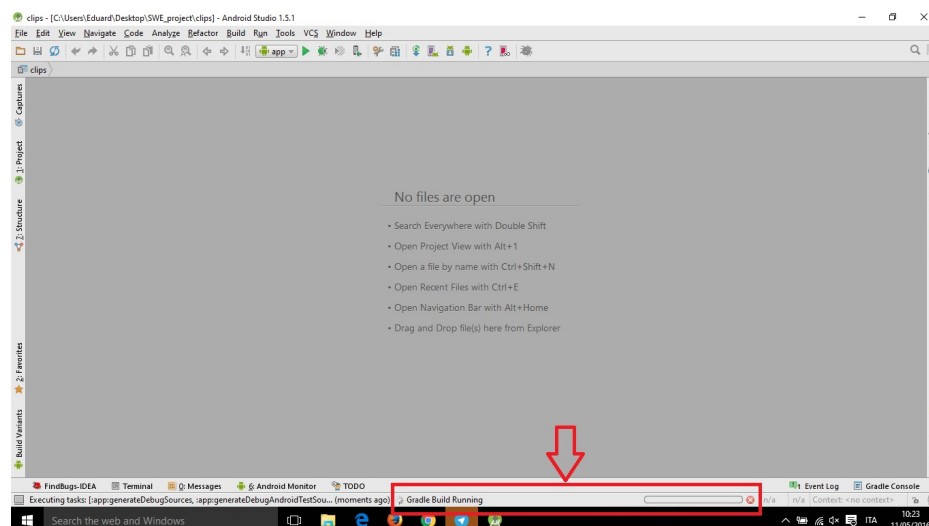 clips - [C:\Users\Eduard\Desktop\SWE_project\clips] - Android Studio 1.5.1
File Edit View Navigate Code Analyze Refactor Build Run Tools VCS Window Help
app
clips
Captures
1: Project
7: Structure
2: Favorites
Build Variants
No files are open
• Search Everywhere with Double Shift
• Open Project View with Alt+1
• Open a file by name with Ctrl+Shift+N
• Open Recent Files with Ctrl+E
• Open Navigation Bar with Alt+Home
• Drag and Drop file(s) here from Explorer
FindBugs-IDEA Terminal 0: Messages 6: Android Monitor TODO 1 Event Log Gradle Console
Executing tasks: [:app:generateDebugSources, :app:generateDebugAndroidTestSou... (moments ago) Gradle Build Running n/a n/a Context: <no context>
Search the web and Windows ITA 10:23
11/05/2016